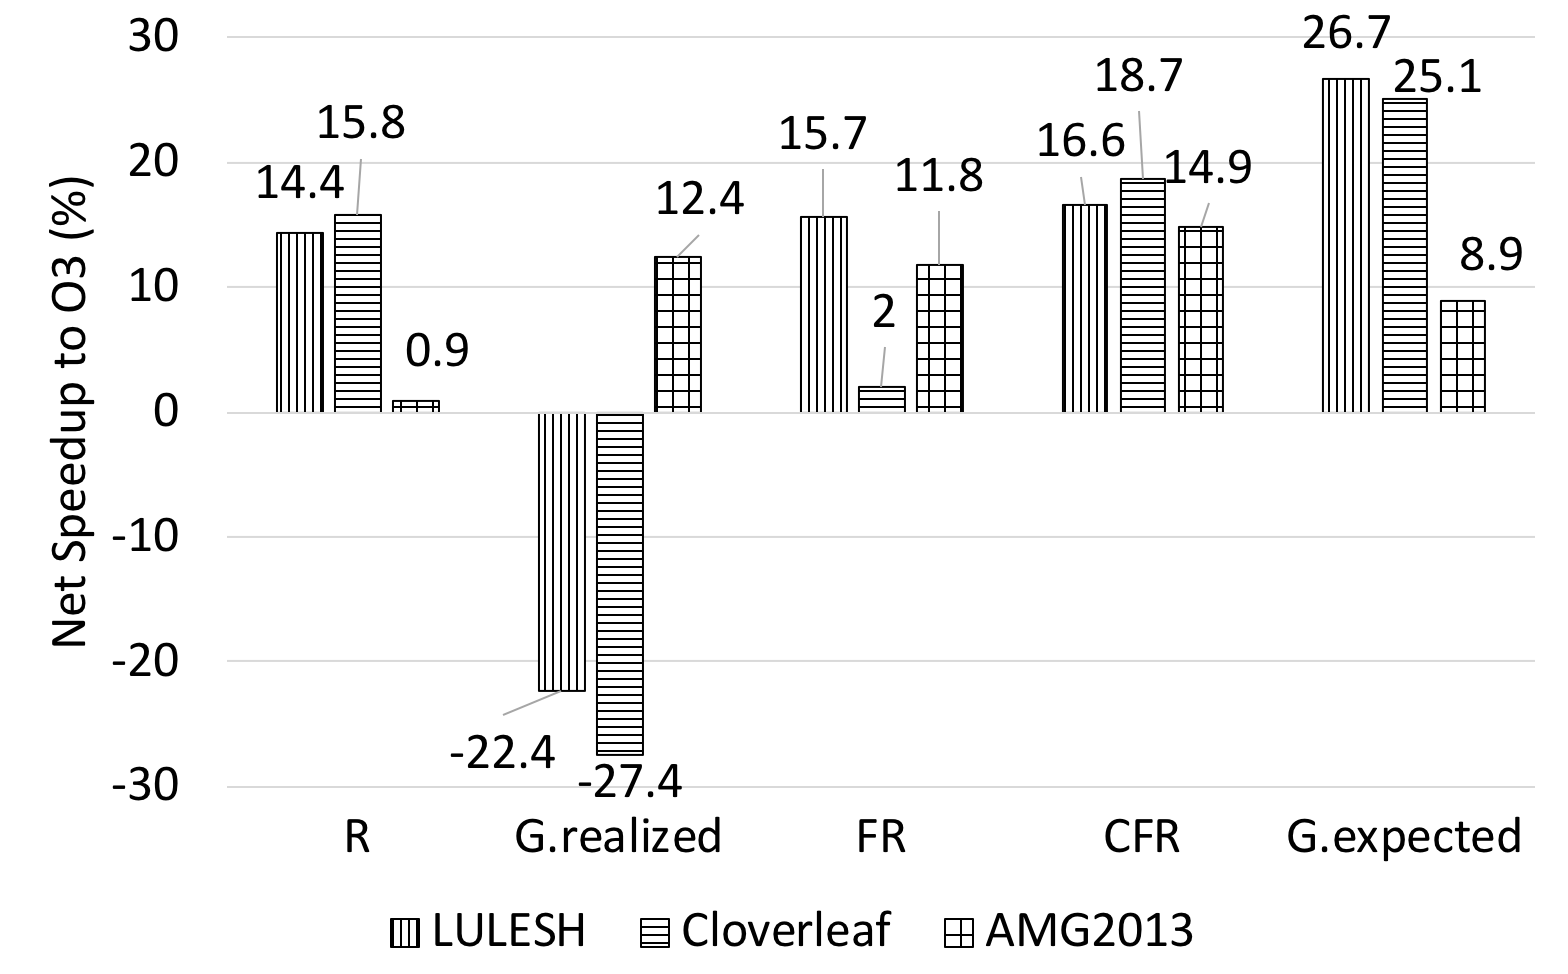 Net Speedup to O3 (%)
30
20
10
0
-10
-20
-30
14.4
15.8
0.9
-22.4
-27.4
12.4
15.7
2
11.8
16.6
18.7
14.9
26.7
25.1
8.9
R
G.realized
FR
CFR
G.expected
LULESH
Cloverleaf
AMG2013